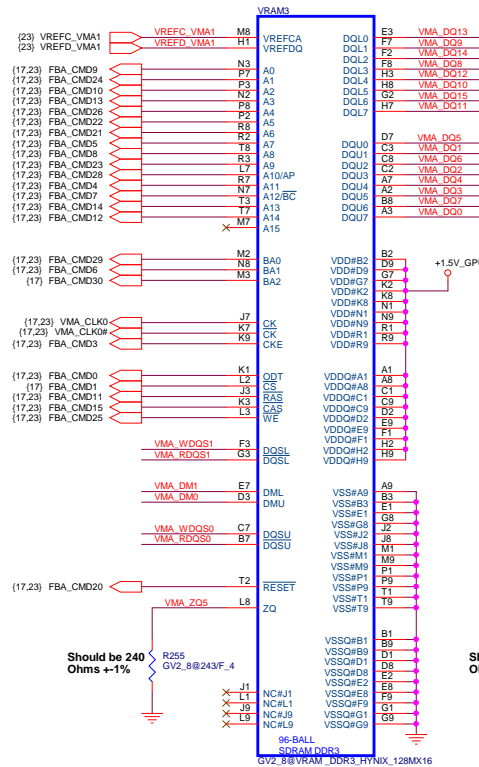 VRAM3
{23} VREFC_VMA1 VREFC_VMA1 M8 VREFCA E3 DQL0 VMA_DQ13
{23} VREFD_VMA1 VREFD_VMA1 H1 VREFDQ F7 DQL1 VMA_DQ9
F2 DQL2 VMA_DQ14
{17,23} FBA_CMD9 N3 A0 F8 DQL3 VMA_DQ8
{17,23} FBA_CMD24 P7 A1 H3 DQL4 VMA_DQ12
{17,23} FBA_CMD10 P3 A2 H8 DQL5 VMA_DQ10
{17,23} FBA_CMD13 N2 A3 G2 DQL6 VMA_DQ15
{17,23} FBA_CMD26 P8 A4 H7 DQL7 VMA_DQ11
{17,23} FBA_CMD22 P2 A5
{17,23} FBA_CMD21 R8 A6
{17,23} FBA_CMD5 R2 A7 D7 DQU0 VMA_DQ5
{17,23} FBA_CMD8 T8 A8 C3 DQU1 VMA_DQ1
{17,23} FBA_CMD23 R3 A9 C8 DQU2 VMA_DQ6
{17,23} FBA_CMD28 L7 A10/AP C2 DQU3 VMA_DQ2
{17,23} FBA_CMD4 R7 A11 A7 DQU4 VMA_DQ4
{17,23} FBA_CMD7 N7 A12/BC A2 DQU5 VMA_DQ3
{17,23} FBA_CMD14 T3 A13 B8 DQU6 VMA_DQ7
{17,23} FBA_CMD12 T7 A14 A3 DQU7 VMA_DQ0
M7 A15
{17,23} FBA_CMD29 M2 BA0 B2 VDD#B2
{17,23} FBA_CMD6 N8 BA1 D9 VDD#D9 +1.5V_GPU
{17} FBA_CMD30 M3 BA2 G7 VDD#G7
K2 VDD#K2
K8 VDD#K8
N1 VDD#N1
{17,23} VMA_CLK0 J7 CK N9 VDD#N9
{17,23} VMA_CLK0# K7 CK R1 VDD#R1
{17,23} FBA_CMD3 K9 CKE R9 VDD#R9
{17,23} FBA_CMD0 K1 ODT A1 VDDQ#A1
{17} FBA_CMD1 L2 CS A8 VDDQ#A8
{17,23} FBA_CMD11 J3 RAS C1 VDDQ#C1
{17,23} FBA_CMD15 K3 CAS C9 VDDQ#C9
{17,23} FBA_CMD25 L3 WE D2 VDDQ#D2
E9 VDDQ#E9
F1 VDDQ#F1
VMA_WDQS1 F3 DQSL H2 VDDQ#H2
VMA_RDQS1 G3 DQSL H9 VDDQ#H9
VMA_DM1 E7 DML A9 VSS#A9
VMA_DM0 D3 DMU B3 VSS#B3
E1 VSS#E1
G8 VSS#G8
VMA_WDQS0 C7 DQSU J2 VSS#J2
VMA_RDQS0 B7 DQSU J8 VSS#J8
M1 VSS#M1
M9 VSS#M9
P1 VSS#P1
{17,23} FBA_CMD20 T2 RESET P9 VSS#P9
T1 VSS#T1
VMA_ZQ5 L8 ZQ T9 VSS#T9
B1 VSSQ#B1
B9 VSSQ#B9
Should be 240 R255 D1 VSSQ#D1
Ohms +-1% GV2_8@243/F_4 D8 VSSQ#D8
E2 VSSQ#E2
J1 NC#J1 E8 VSSQ#E8
L1 NC#L1 F9 VSSQ#F9
J9 NC#J9 G1 VSSQ#G1
L9 NC#L9 G9 VSSQ#G9
96-BALL
SDRAM DDR3
GV2_8@VRAM _DDR3_HYNIX_128MX16